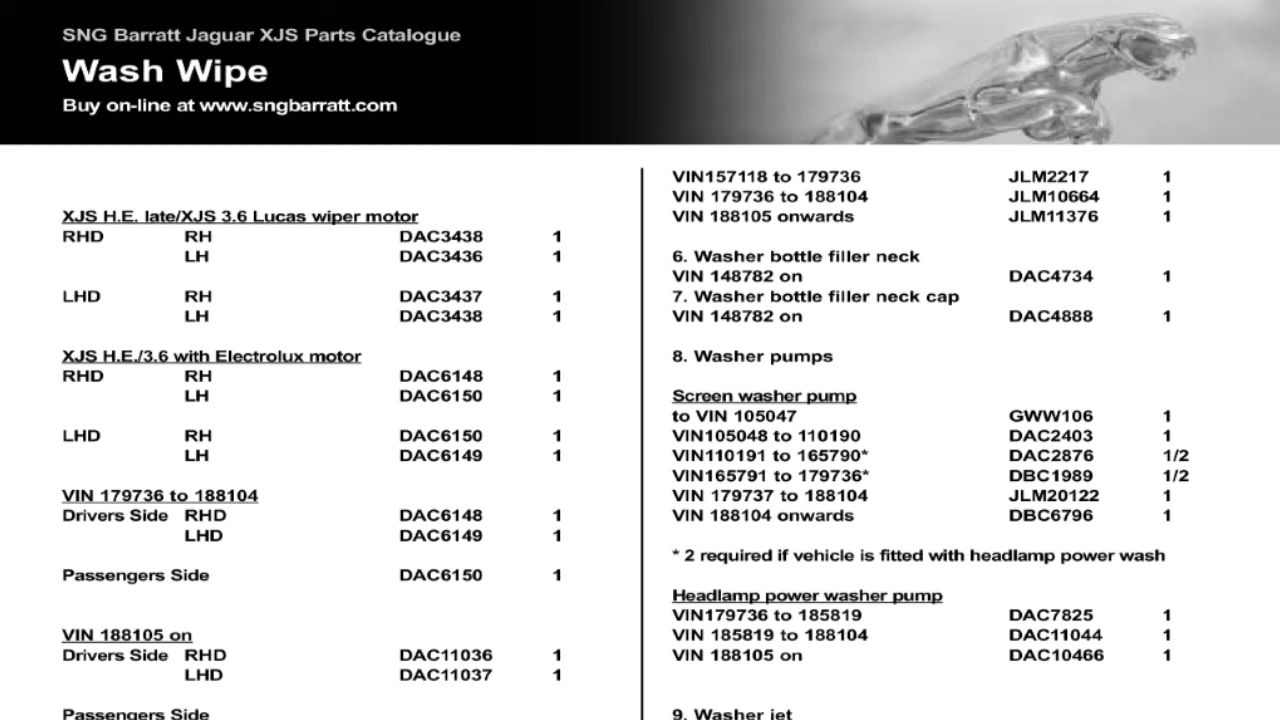 SNG Barratt Jaguar XJS Parts Catalogue
Wash Wipe
Buy on-line at www.sngbarratt.com
XJS H.E. late/XJS 3.6 Lucas wiper motor
RHD RH DAC3438 1
LH DAC3436 1
LHD RH DAC3437 1
LH DAC3438 1
XJS H.E./3.6 with Electrolux motor
RHD RH DAC6148 1
LH DAC6150 1
LHD RH DAC6150 1
LH DAC6149 1
VIN 179736 to 188104
Drivers Side RHD DAC6148 1
LHD DAC6149 1
Passengers Side DAC6150 1
VIN 188105 on
Drivers Side RHD DAC11036 1
LHD DAC11037 1
Passengers Side
VIN157118 to 179736 JLM2217 1
VIN 179736 to 188104 JLM10664 1
VIN 188105 onwards JLM11376 1
6. Washer bottle filler neck
VIN 148782 on DAC4734 1
7. Washer bottle filler neck cap
VIN 148782 on DAC4888 1
8. Washer pumps
Screen washer pump
to VIN 105047 GWW106 1
VIN105048 to 110190 DAC2403 1
VIN110191 to 165790* DAC2876 1/2
VIN165791 to 179736* DBC1989 1/2
VIN 179737 to 188104 JLM20122 1
VIN 188104 onwards DBC6796 1
* 2 required if vehicle is fitted with headlamp power wash
Headlamp power washer pump
VIN179736 to 185819 DAC7825 1
VIN 185819 to 188104 DAC11044 1
VIN 188105 on DAC10466 1
9. Washer jet